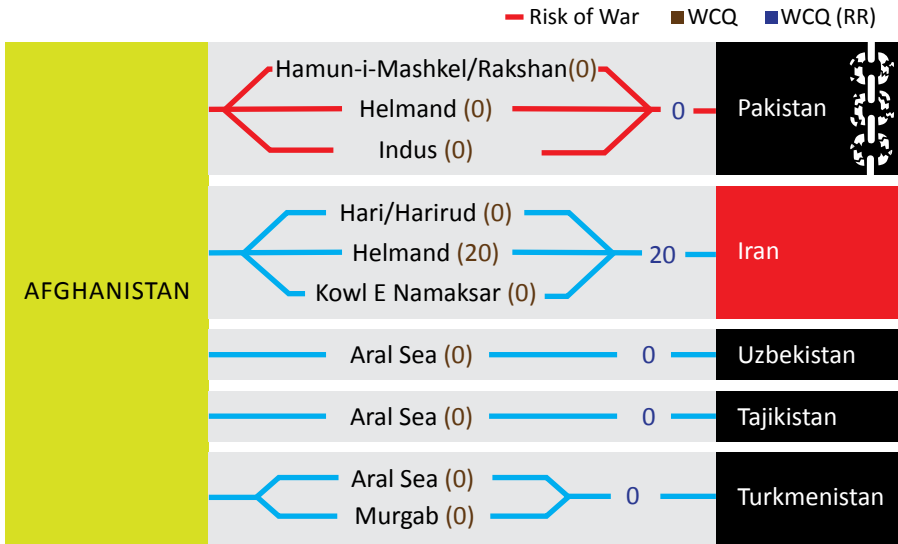 Risk of War WCQ WCQ (RR)
AFGHANISTAN
Hamun-i-Mashkel/Rakshan(0)
Helmand (0)
Indus (0)
0
Pakistan
Hari/Harirud (0)
Helmand (20)
Kowl E Namaksar (0)
20
Iran
Aral Sea (0)
0
Uzbekistan
Aral Sea (0)
0
Tajikistan
Aral Sea (0)
Murgab (0)
0
Turkmenistan